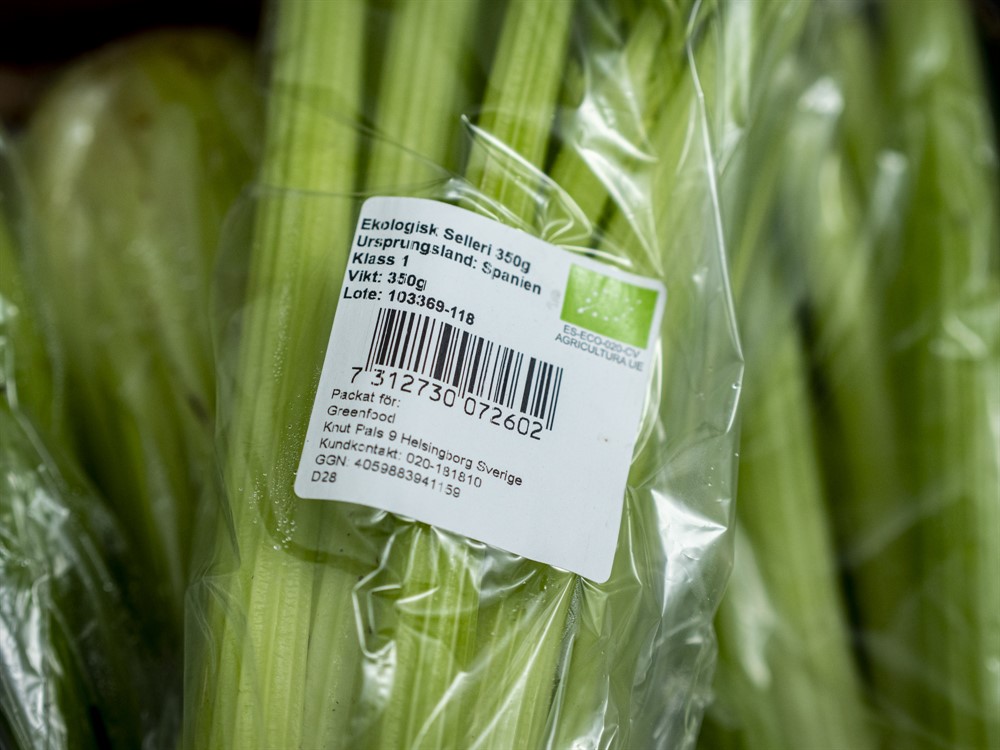 Ekologisk Selleri 350g
Ursprungsland: Spanien
Klass 1
Vikt: 350g
Lote: 103369-118
ES-ECO-020-CV
AGRICULTURA UE
7 312730 072602
Packat för:
Greenfood
Knut Påls 9 Helsingborg Sverige
Kundkontakt: 020-181810
GGN: 4059883941159
D28